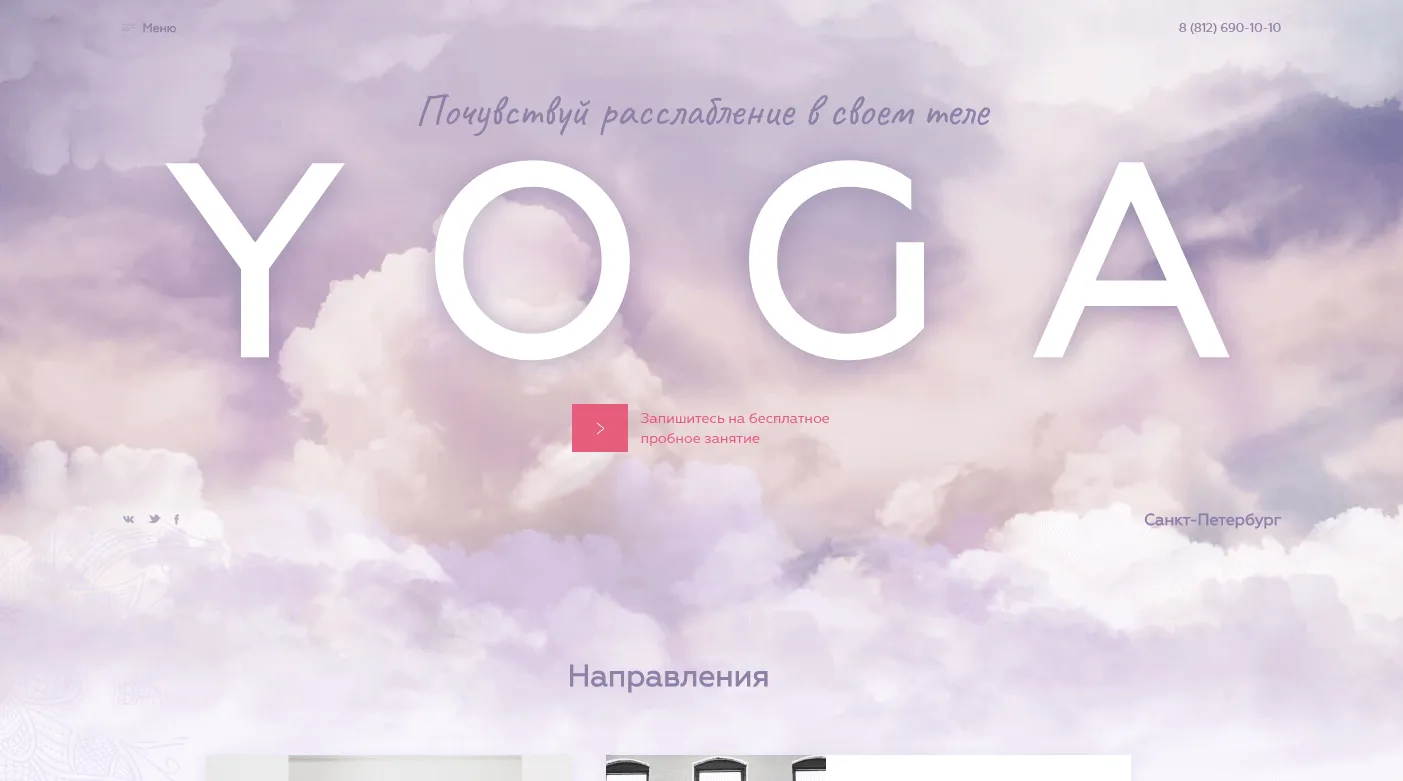 Меню
8 (812) 690-10-10
Почувствуй расслабление в своем теле
YOGA
Запишитесь на бесплатное
пробное занятие
Санкт-Петербург
Направления